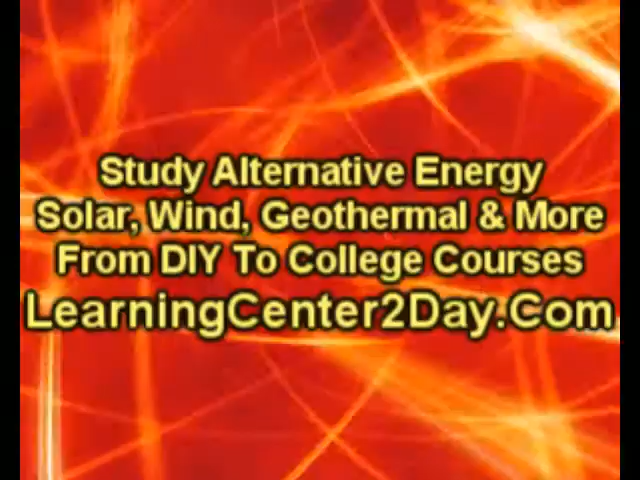 Study Alternative Energy
Solar, Wind, Geothermal & More
From DIY To College Courses
LearningCenter2Day.Com